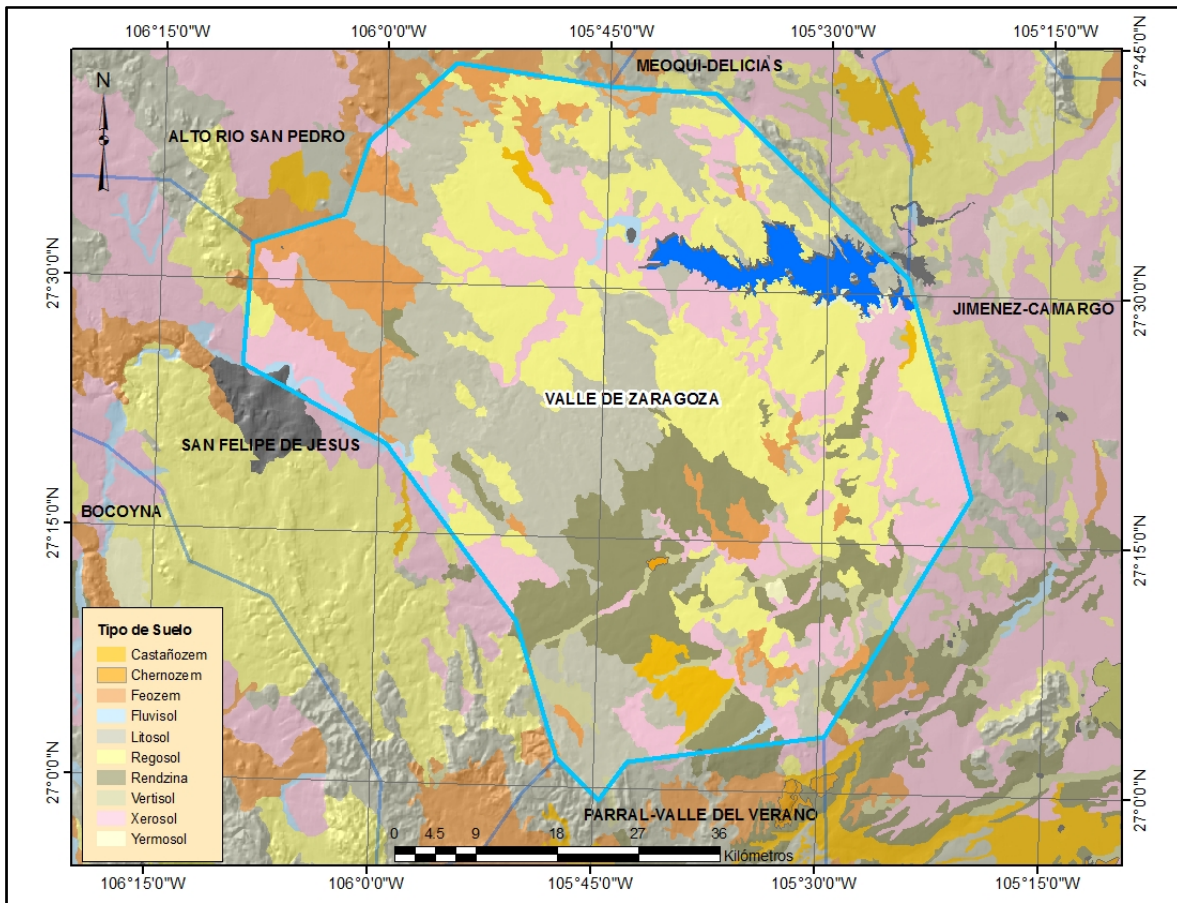 106°15'0"W 106°0'0"W 105°45'0"W 105°30'0"W 105°15'0"W
27°45'0"N
MEOQUI-DELICIAS
N
ALTO RIO SAN PEDRO
27°30'0"N
27°30'0"N
JIMENEZ-CAMARGO
VALLE DE ZARAGOZA
SAN FELIPE DE JESUS
BOCOYNA
27°15'0"N
27°15'0"N
Tipo de Suelo
Castañozem
Chernozem
Feozem
Fluvisol
Litosol
Regosol
Rendzina
Vertisol
Xerosol
Yermosol
27°0'0"N
27°0'0"N
PARRAL-VALLE DEL VERANO
0 4.5 9 18 27 36
Kilómetros
106°15'0"W 106°0'0"W 105°45'0"W 105°30'0"W 105°15'0"W